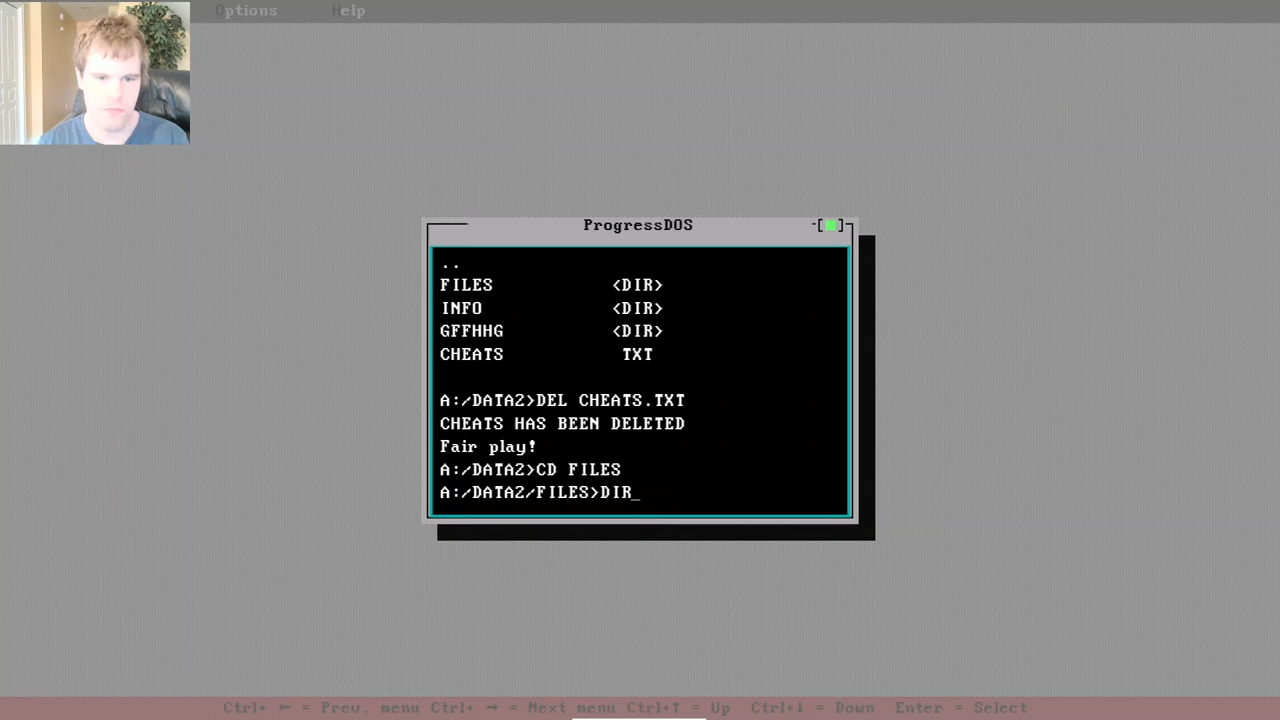 Options Help
ProgressDOS
-[■]
..
FILES <DIR>
INFO <DIR>
GFFHHG <DIR>
CHEATS TXT
A:/DATA2>DEL CHEATS.TXT
CHEATS HAS BEEN DELETED
Fair play!
A:/DATA2>CD FILES
A:/DATA2/FILES>DIR_
Ctrl+ ← = Prev. menu Ctrl+ → = Next menu Ctrl+↑ = Up Ctrl+↓ = Down Enter = Select